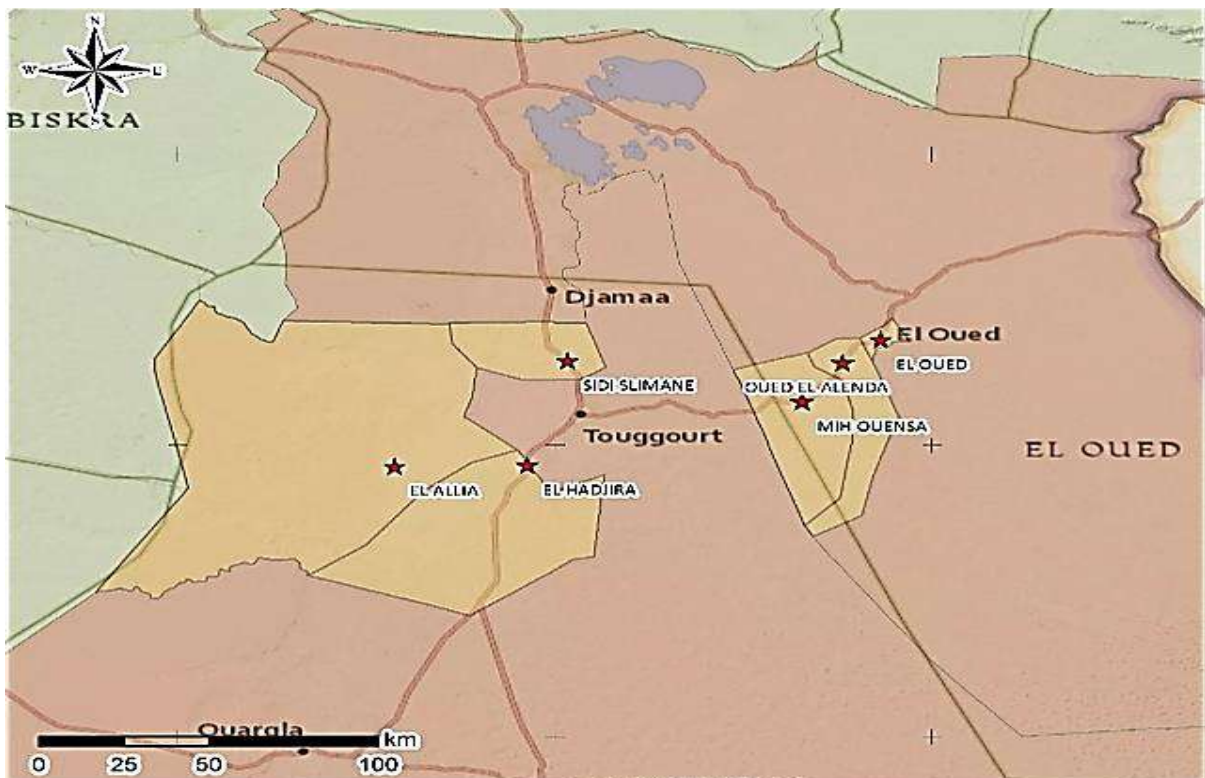 N
W E
S
BISKRA
Djamaa
El Oued
EL OUED
SIDI SLIMANE
OUED EL ALENDA
MIH OUENSA
Touggourt
EL OUED
EL ALLIA
EL HADJIRA
Ouargla
km
0 25 50 100